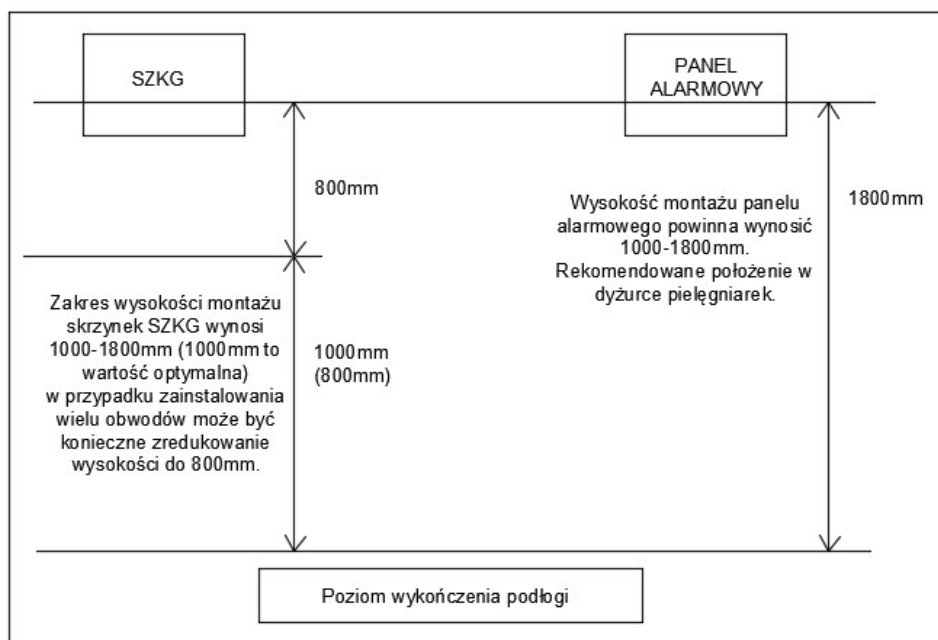 SZKG
PANEL
ALARMOWY
800mm
1800mm
Wysokość montażu panelu
alarmowego powinna wynosić
1000-1800mm.
Rekomendowane położenie w
dyżurce pielęgniarek.
Zakres wysokości montażu
skrzynek SZKG wynosi
1000-1800mm (1000mm to
wartość optymalna)
w przypadku zainstalowania
wielu obwodów może być
konieczne zredukowanie
wysokości do 800mm.
1000mm
(800mm)
Poziom wykończenia podłogi